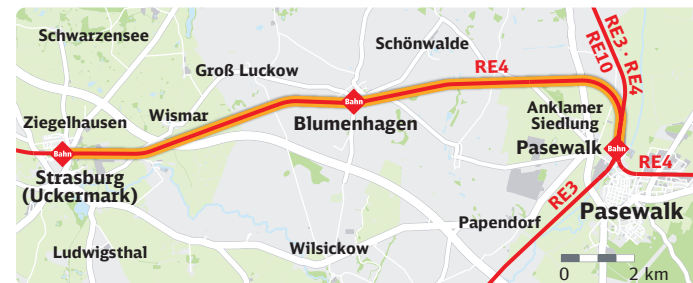 Schwarzensee
Schönwalde
RE3 · RE4
RE10
Groß Luckow
RE4
Bahn
Wismar
Anklamer
Siedlung
Ziegelhausen
Blumenhagen
Bahn
Pasewalk
Bahn
Strasburg
(Uckermark)
RE4
RE3
Pasewalk
Papendorf
Ludwigsthal
Wilsickow
0 2 km